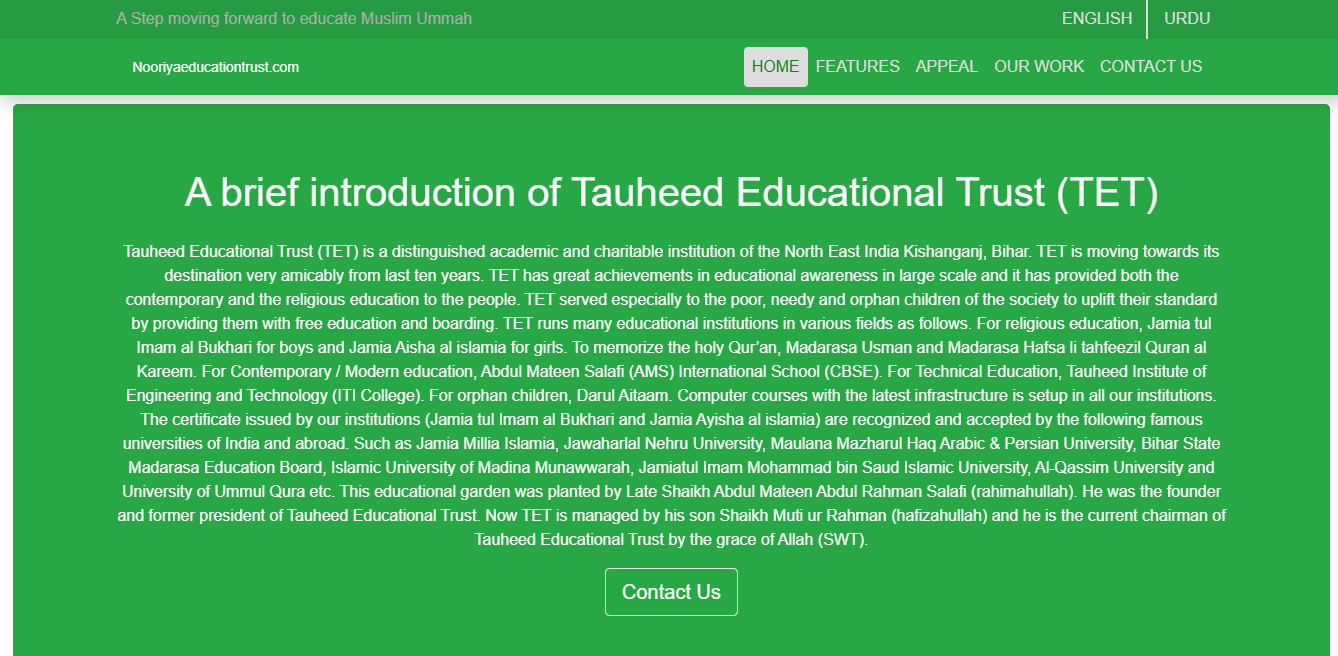 A Step moving forward to educate Muslim Ummah
ENGLISH
URDU
Nooriyaeducationtrust.com
HOME
FEATURES
APPEAL
OUR WORK
CONTACT US
A brief introduction of Tauheed Educational Trust (TET)
Tauheed Educational Trust (TET) is a distinguished academic and charitable institution of the North East India Kishanganj, Bihar. TET is moving towards its
destination very amicably from last ten years. TET has great achievements in educational awareness in large scale and it has provided both the
contemporary and the religious education to the people. TET served especially to the poor, needy and orphan children of the society to uplift their standard
by providing them with free education and boarding. TET runs many educational institutions in various fields as follows. For religious education, Jamia tul
Imam al Bukhari for boys and Jamia Aisha al islamia for girls. To memorize the holy Qur’an, Madarasa Usman and Madarasa Hafsa li tahfeezil Quran al
Kareem. For Contemporary / Modern education, Abdul Mateen Salafi (AMS) International School (CBSE). For Technical Education, Tauheed Institute of
Engineering and Technology (ITI College). For orphan children, Darul Aitaam. Computer courses with the latest infrastructure is setup in all our institutions.
The certificate issued by our institutions (Jamia tul Imam al Bukhari and Jamia Ayisha al islamia) are recognized and accepted by the following famous
universities of India and abroad. Such as Jamia Millia Islamia, Jawaharlal Nehru University, Maulana Mazharul Haq Arabic & Persian University, Bihar State
Madarasa Education Board, Islamic University of Madina Munawwarah, Jamiatul Imam Mohammad bin Saud Islamic University, Al-Qassim University and
University of Ummul Qura etc. This educational garden was planted by Late Shaikh Abdul Mateen Abdul Rahman Salafi (rahimahullah). He was the founder
and former president of Tauheed Educational Trust. Now TET is managed by his son Shaikh Muti ur Rahman (hafizahullah) and he is the current chairman of
Tauheed Educational Trust by the grace of Allah (SWT).
Contact Us